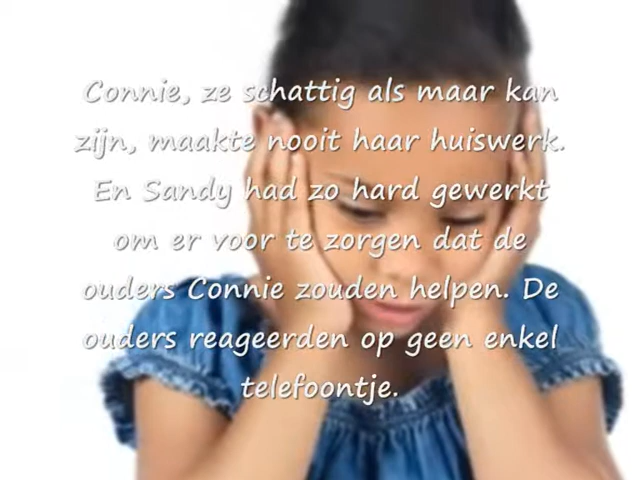 Connie, ze schattig als maar kan
zijn, maakte nooit haar huiswerk.
En Sandy had zo hard gewerkt
om er voor te zorgen dat de
ouders Connie zouden helpen. De
ouders reageerden op geen enkel
telefoontje.